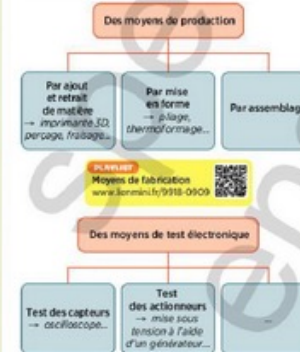 Des moyens de production
Par ajout
et retrait
de matière
→ imprimante 3D,
perçage, fraisage...
Par mise
en forme
→ pliage,
thermoformage...
Par assemblag
PLAYLIST
Moyens de fabrication
www.lienmini.fr/9918-0909
Des moyens de test électronique
Test des capteurs
→ oscilloscope...
Test
des actionneurs
→ mise sous
tension à l'aide
d'un générateur...
...